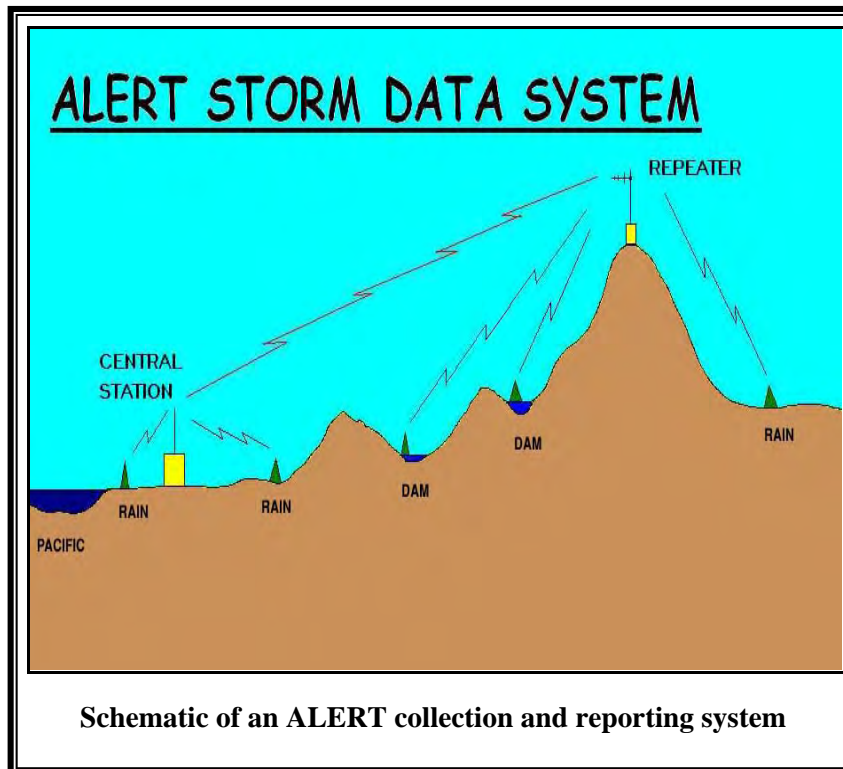 ALERT STORM DATA SYSTEM
REPEATER
CENTRAL
STATION
RAIN
DAM
RAIN
RAIN
DAM
PACIFIC
Schematic of an ALERT collection and reporting system